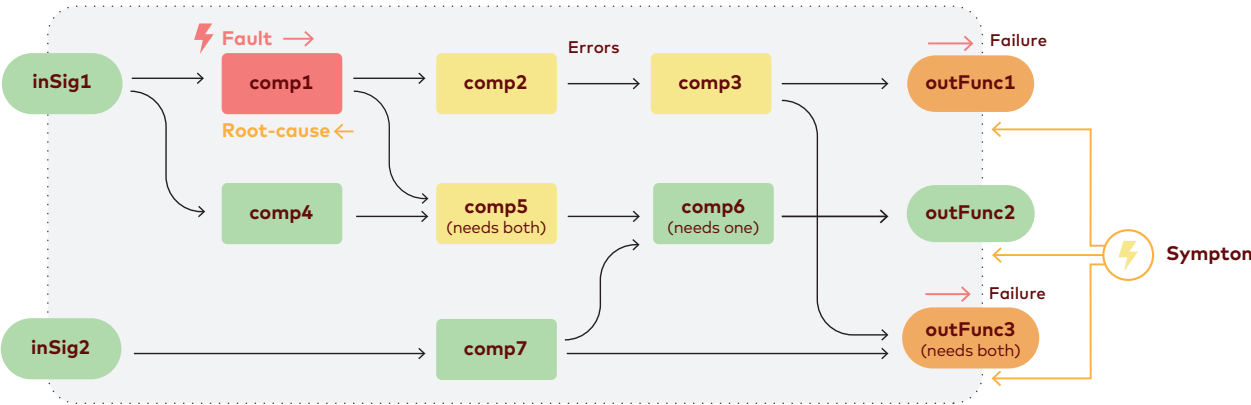 Fault
Errors
Failure
inSig1
comp1
comp2
comp3
outFunc1
Root-cause
comp4
comp5
(needs both)
comp6
(needs one)
outFunc2
Sympton
Failure
inSig2
comp7
outFunc3
(needs both)